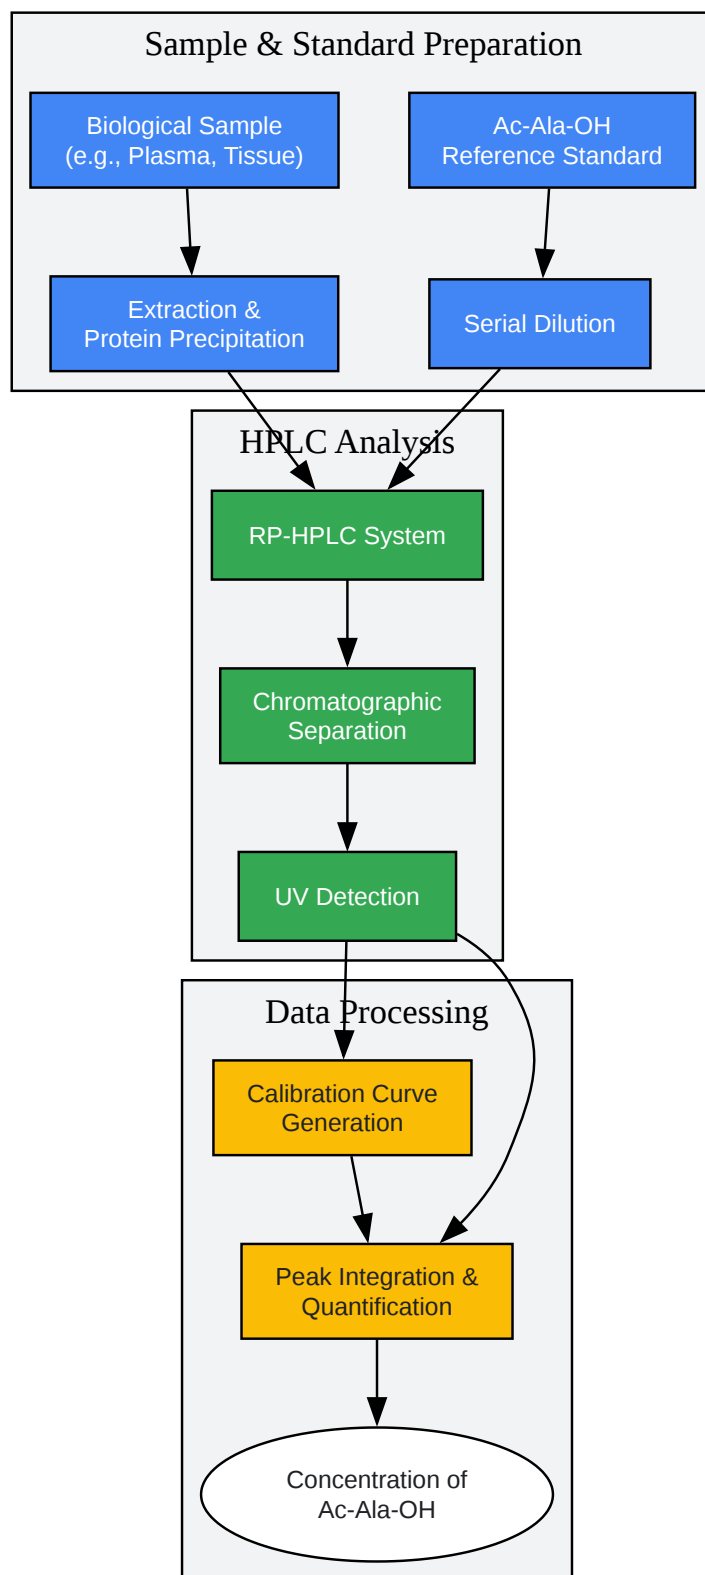 Sample & Standard Preparation
Biological Sample
(e.g., Plasma, Tissue)
Ac-Ala-OH
Reference Standard
Extraction &
Protein Precipitation
Serial Dilution
HPLC Analysis
RP-HPLC System
Chromatographic
Separation
UV Detection
Data Processing
Calibration Curve
Generation
Peak Integration &
Quantification
Concentration of
Ac-Ala-OH